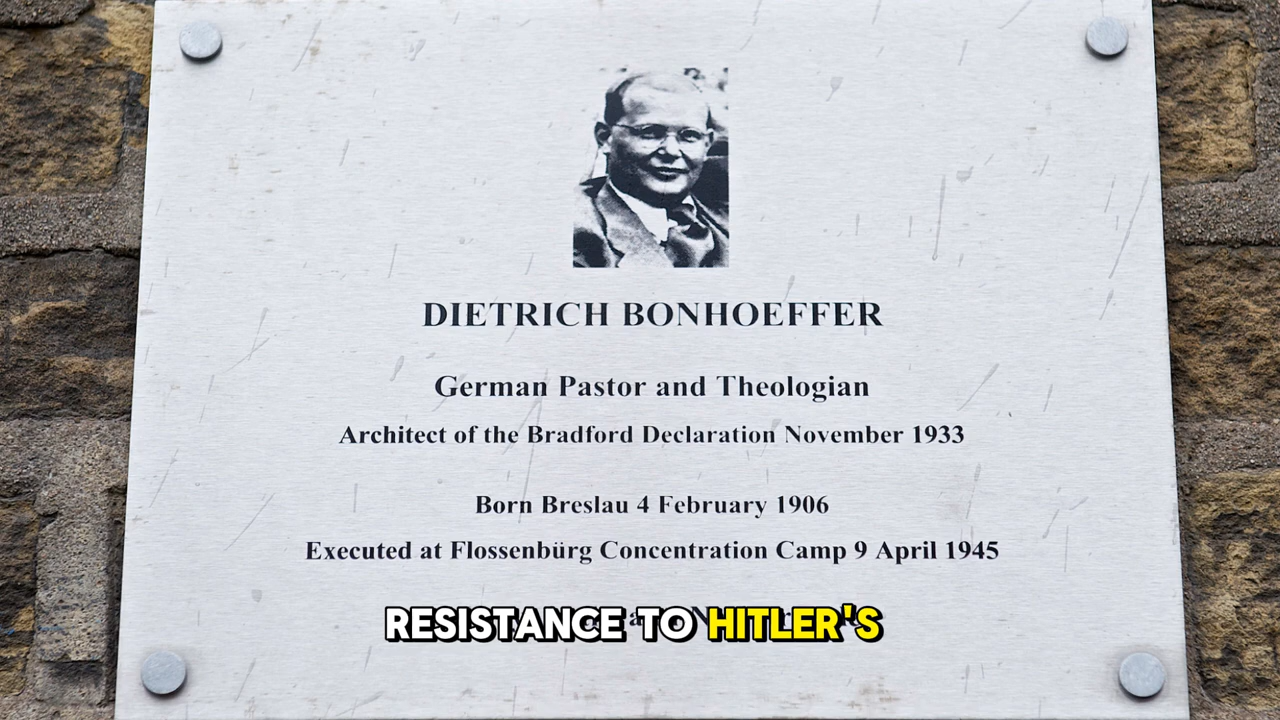 DIETRICH BONHOEFFER
German Pastor and Theologian
Architect of the Bradford Declaration November 1933
Born Breslau 4 February 1906
Executed at Flossenbürg Concentration Camp 9 April 1945
RESISTANCE TO HITLER'S